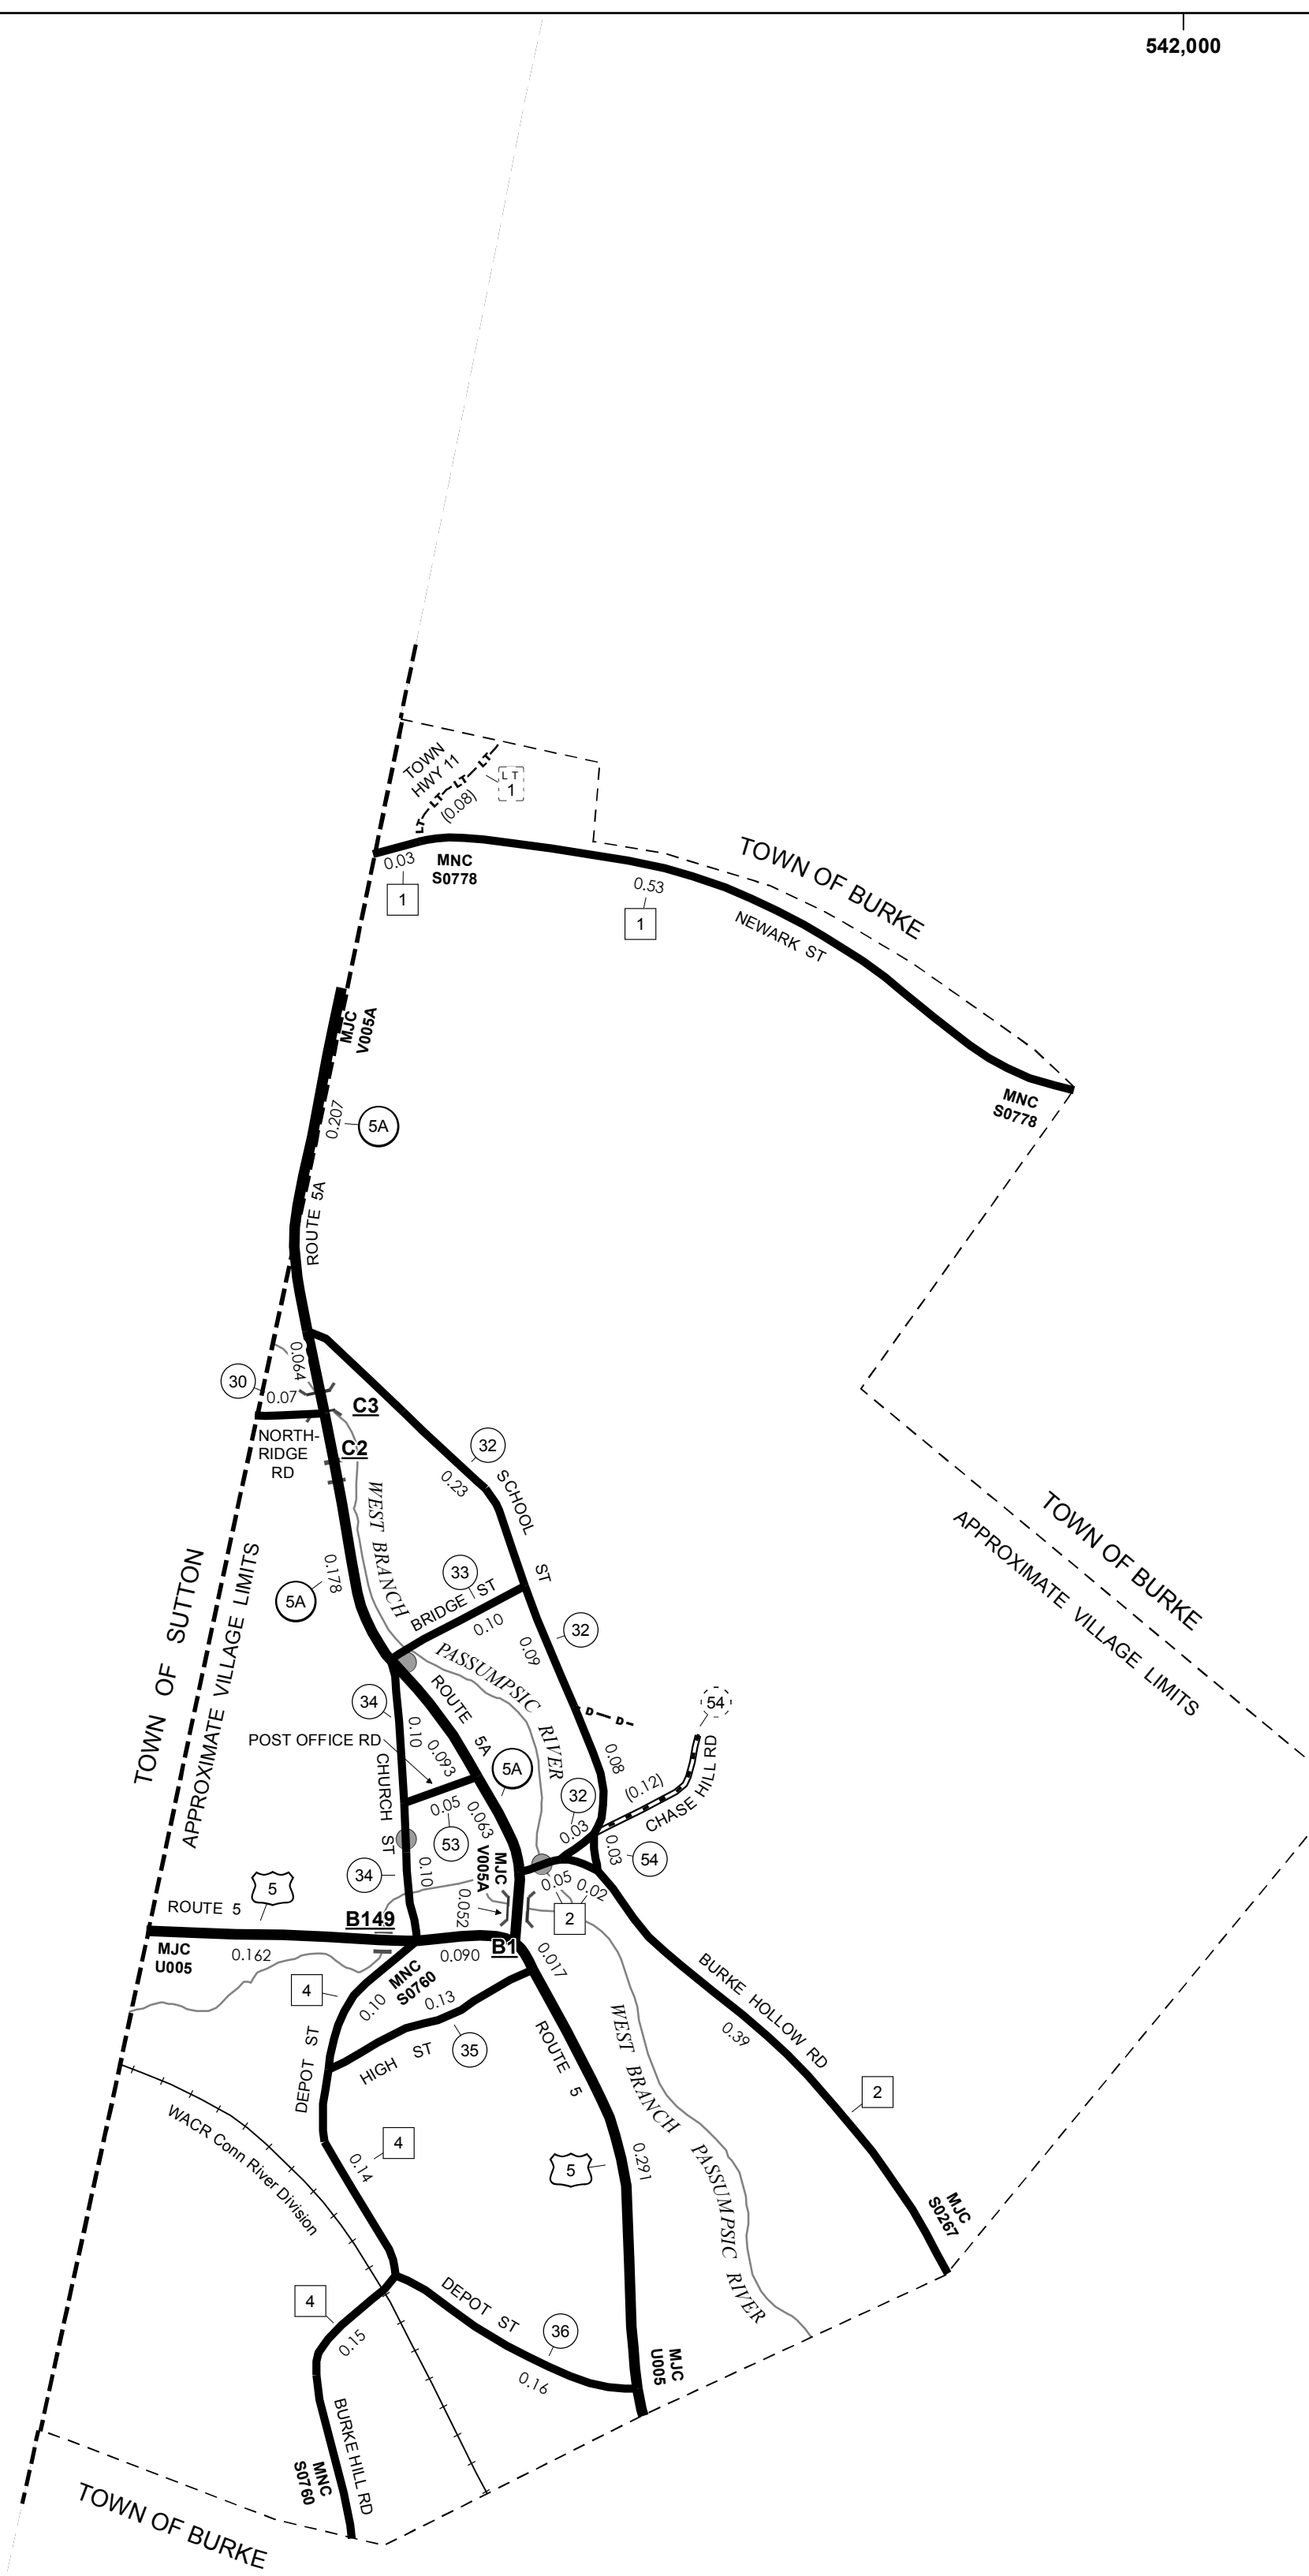 542,000
TOWN
HWY 11
LT LT LT LT
(0.08)
L T
1
0.03
MNC
S0778
1
0.53
1
NEWARK ST
TOWN OF BURKE
MNC
S0778
MJC
V005A
0.207
5A
ROUTE 5A
0.064
30
0.07
C3
NORTH-
RIDGE
RD
C2
32
0.23
SCHOOL ST
WEST BRANCH
0.178
5A
33
BRIDGE ST
0.10
32
0.09
PASSUMPSIC RIVER
TOWN OF BURKE
APPROXIMATE VILLAGE LIMITS
TOWN OF SUTTON
APPROXIMATE VILLAGE LIMITS
34
0.10
ROUTE 5A
POST OFFICE RD
0.093
5A
D D
54
0.08
(0.12)
CHASE HILL RD
CHURCH ST
0.05
0.063
53
32
0.03
0.03
54
34
0.10
MJC
V005A
0.052
0.05
0.02
2
5
ROUTE 5
B149
MJC
U005
0.162
0.090
B1
0.017
4
0.10
MNC
S0760
0.13
35
HIGH ST
DEPOT ST
ROUTE 5
WEST BRANCH PASSUMPSIC RIVER
BURKE HOLLOW RD
0.39
2
WACR Conn River Division
4
0.14
5
0.291
MJC
S0267
4
0.15
DEPOT ST
36
0.16
MJC
U005
BURKE HILL RD
MNC
S0760
TOWN OF BURKE